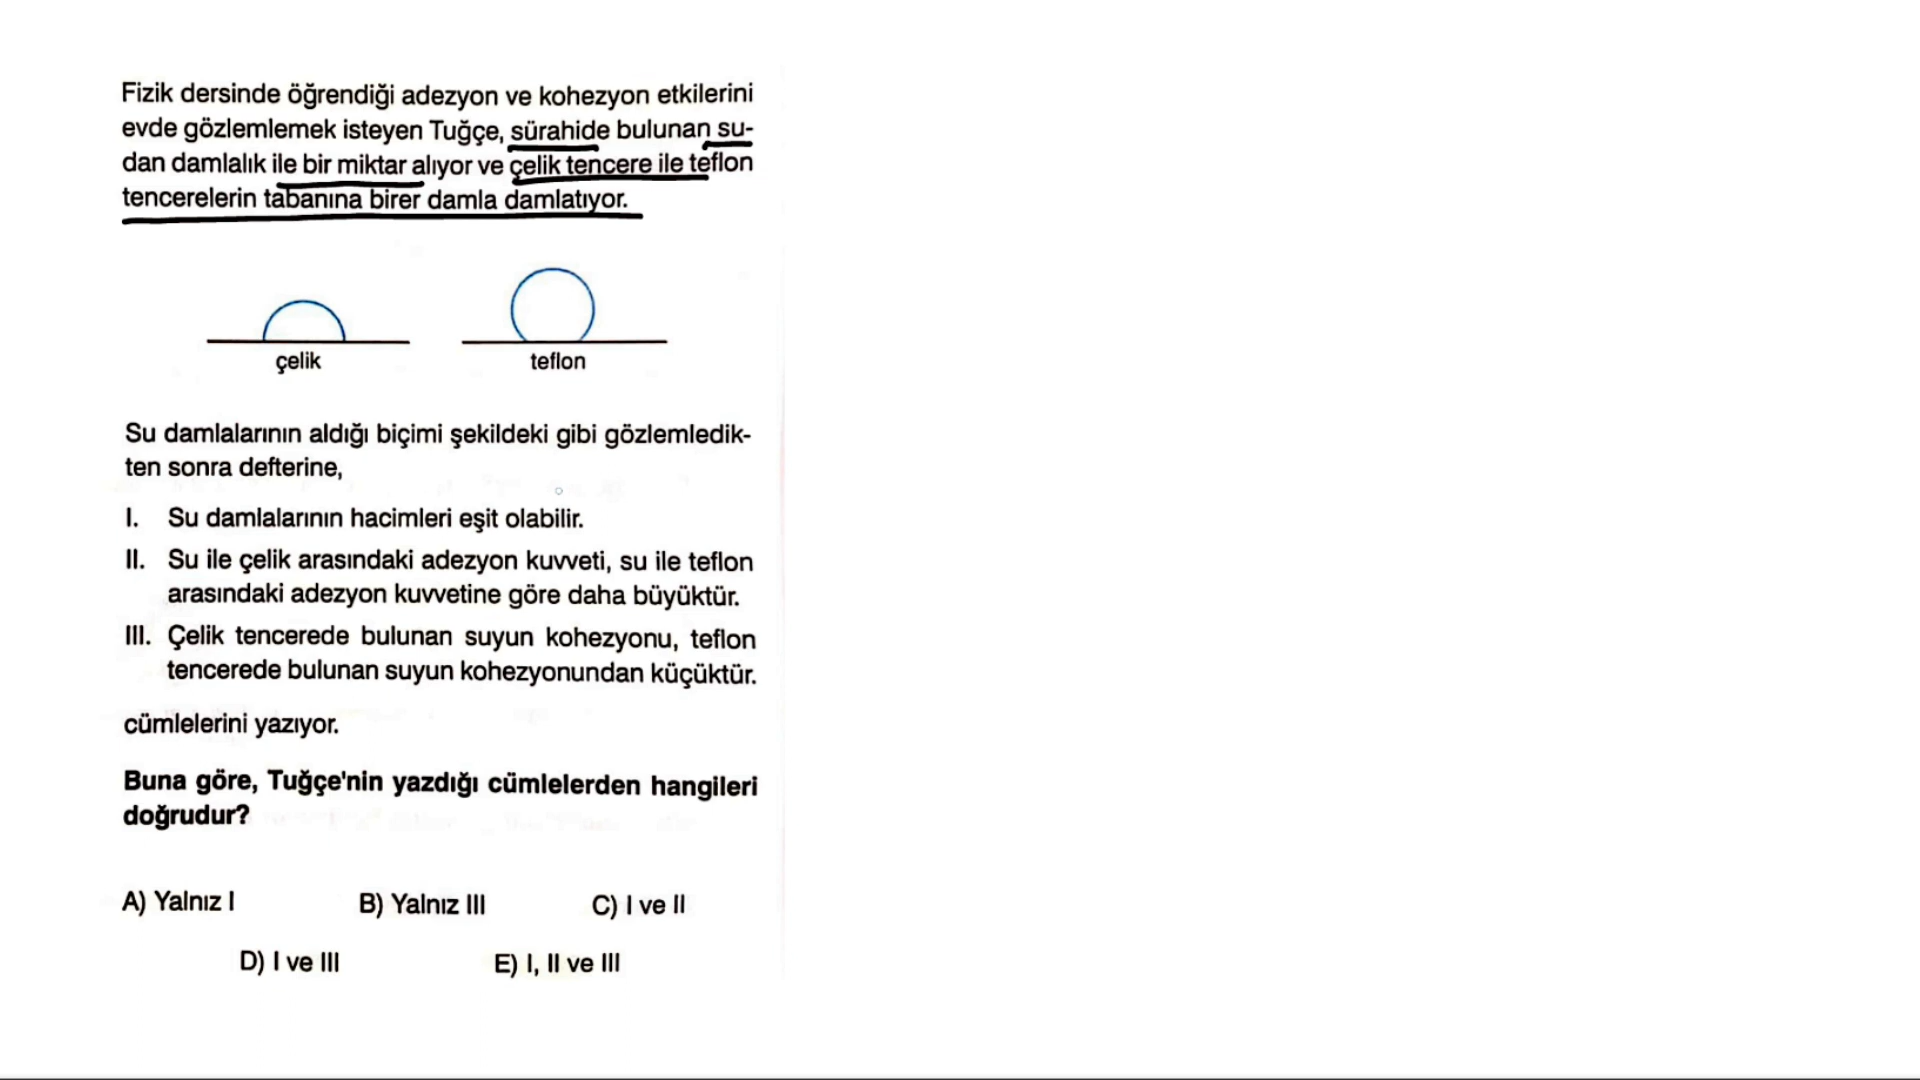 Fizik dersinde öğrendiği adezyon ve kohezyon etkilerini
evde gözlemlemek isteyen Tuğçe, sürahide bulunan su-
dan damlalık ile bir miktar alıyor ve çelik tencere ile teflon
tencerelerin tabanına birer damla damlatıyor.
çelik
teflon
Su damlalarının aldığı biçimi şekildeki gibi gözlemledik-
ten sonra defterine,
I. Su damlalarının hacimleri eşit olabilir.
II. Su ile çelik arasındaki adezyon kuvveti, su ile teflon
arasındaki adezyon kuvvetine göre daha büyüktür.
III. Çelik tencerede bulunan suyun kohezyonu, teflon
tencerede bulunan suyun kohezyonundan küçüktür.
cümlelerini yazıyor.
Buna göre, Tuğçe'nin yazdığı cümlelerden hangileri
doğrudur?
A) Yalnız I B) Yalnız III C) I ve II
D) I ve III E) I, II ve III